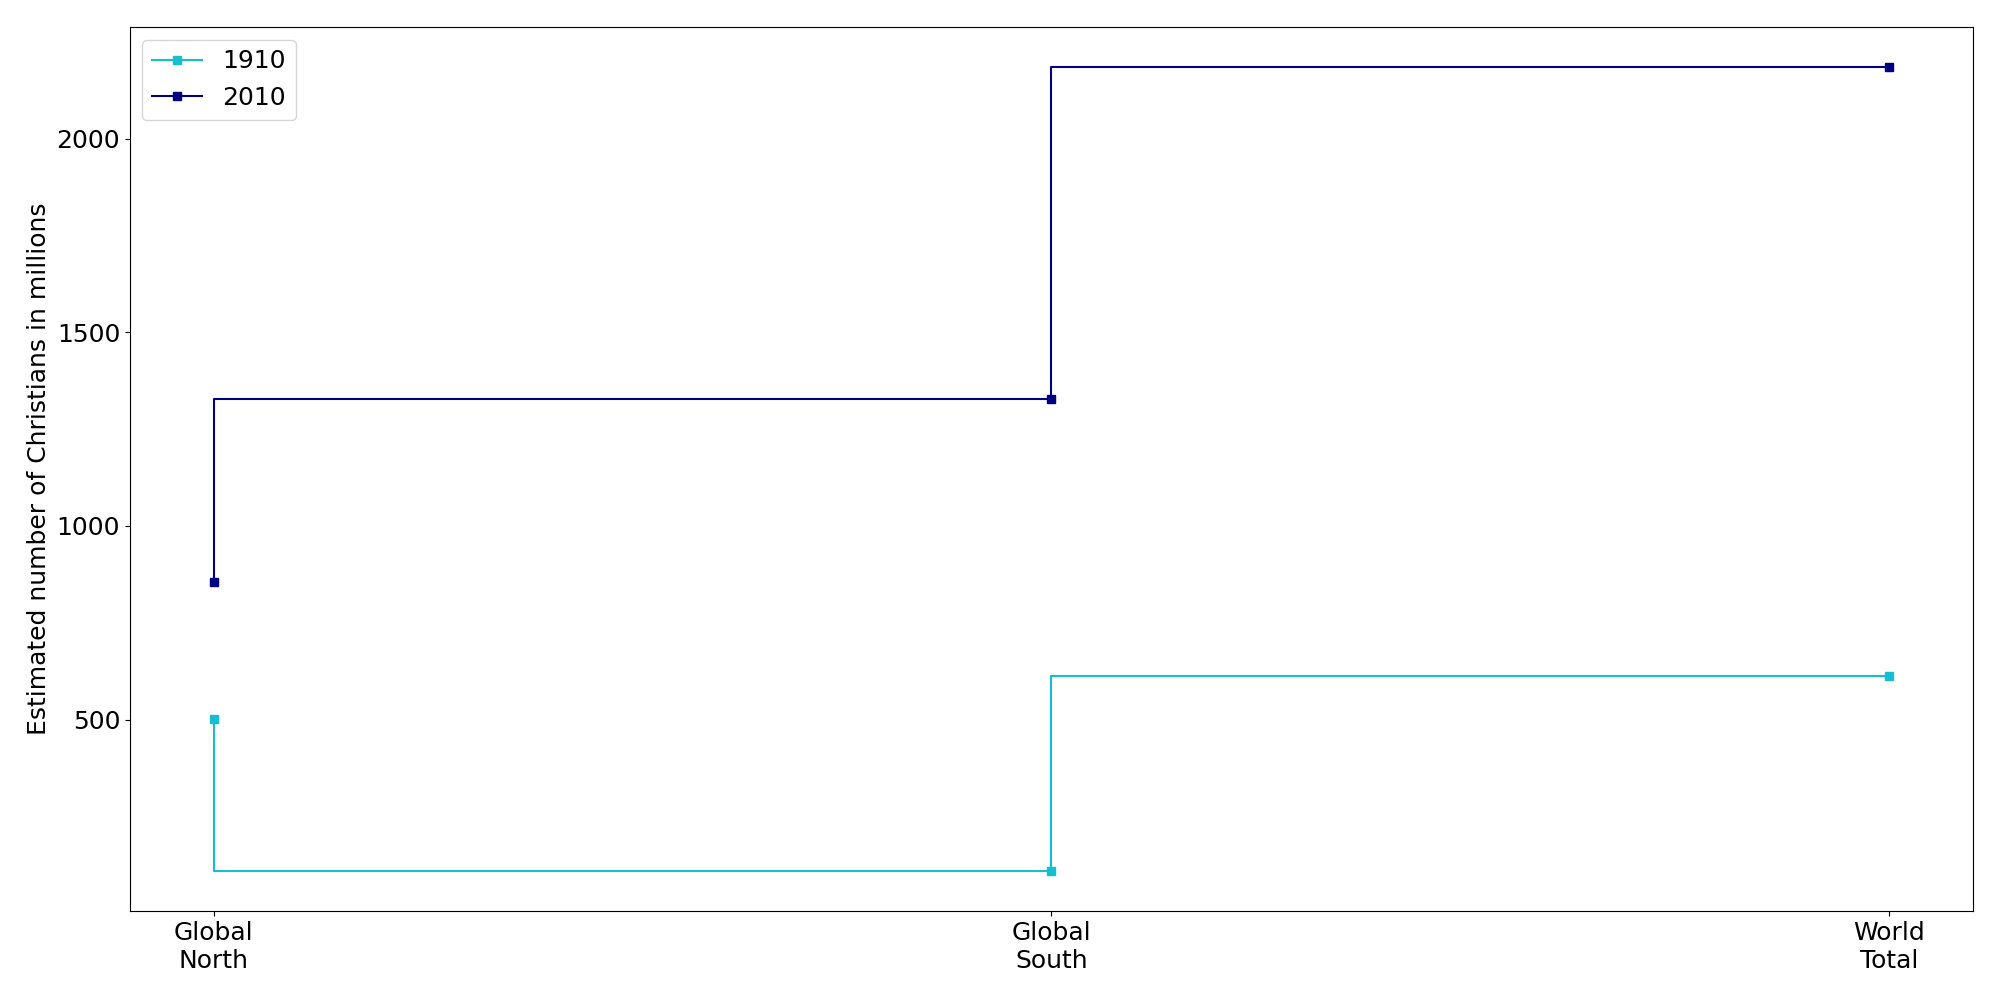 1910
2010
2000
1500
1000
500
Estimated number of Christians in millions
Global
North
Global
South
World
Total